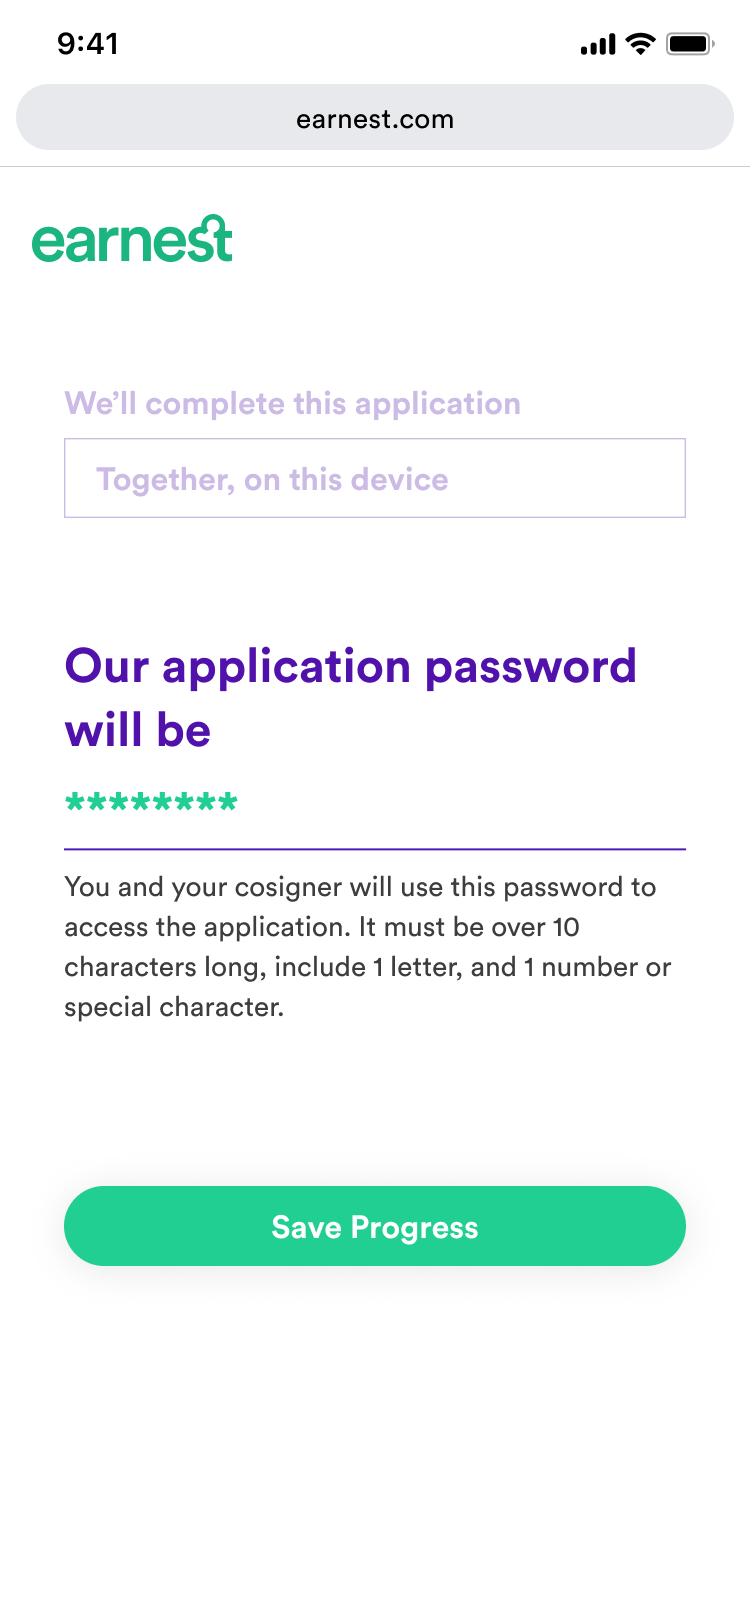 9:41
earnest.com
earnest
We’ll complete this application
Together, on this device
Our application password
will be
********
You and your cosigner will use this password to
access the application. It must be over 10
characters long, include 1 letter, and 1 number or
special character.
Save Progress